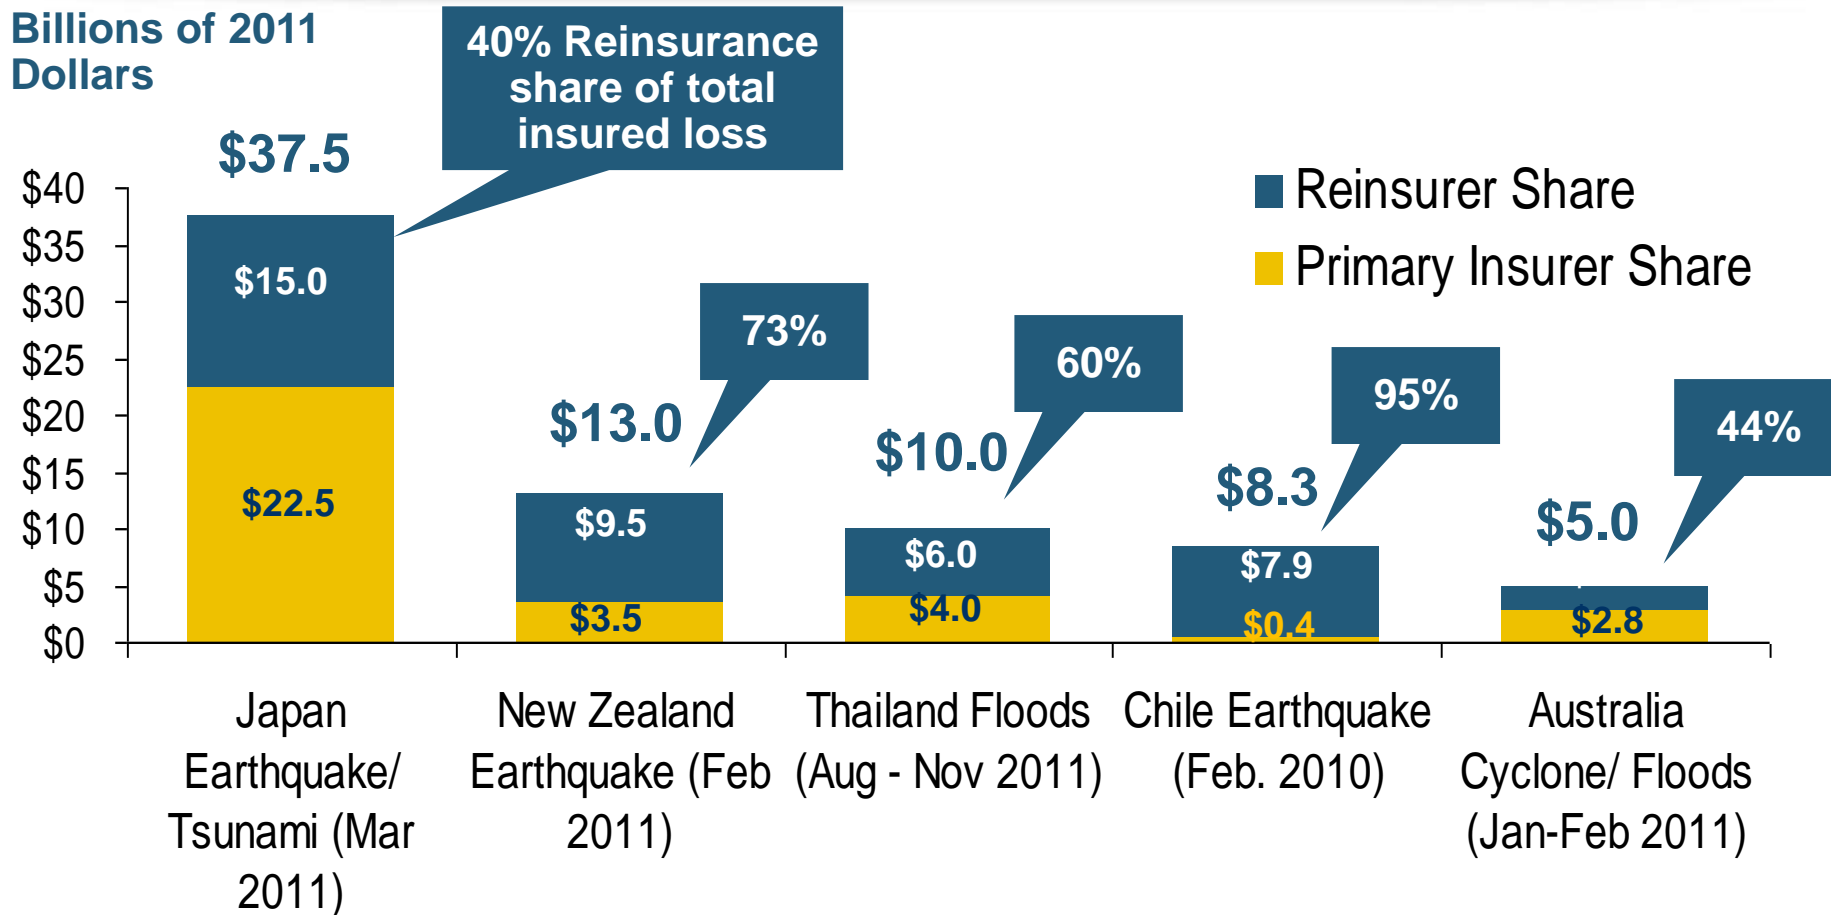 Billions of 2011
Dollars
40% Reinsurance
share of total
insured loss
$37.5
$40
$35
$30
$25
$20
$15
$10
$5
$0
Reinsurer Share
Primary Insurer Share
$15.0
$22.5
73%
$13.0
$9.5
$3.5
60%
$10.0
$6.0
$4.0
95%
$8.3
$7.9
$0.4
44%
$5.0
$2.8
Japan
Earthquake/
Tsunami (Mar
2011)
New Zealand
Earthquake (Feb
2011)
Thailand Floods
(Aug - Nov 2011)
Chile Earthquake
(Feb. 2010)
Australia
Cyclone/ Floods
(Jan-Feb 2011)